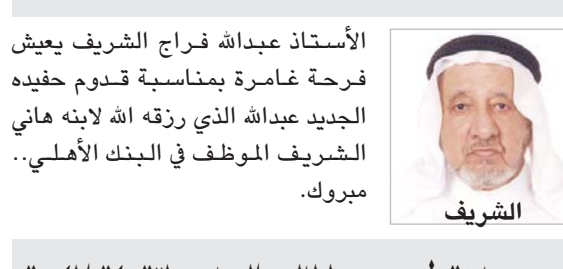 الأستاذ عبدالله فراج الشريف يعيش
فرحة غامرة بمناسبة قدوم حفيده
الجديد عبدالله الذي رزقه الله لابنه هاني
الشريف الموظف في البنك الأهلي..
مبروك.
الشريف